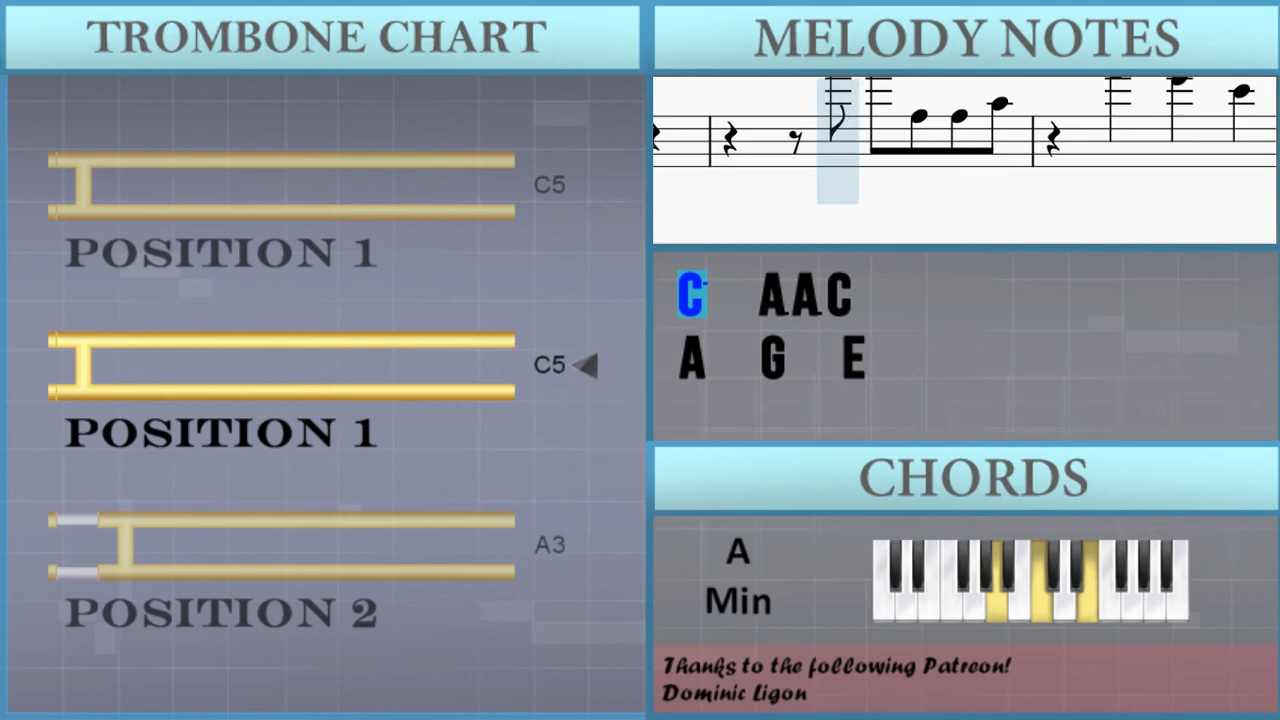 TROMBONE CHART
C5
POSITION 1
C5
POSITION 1
A3
POSITION 2
MELODY NOTES
C- AAC
A G E
CHORDS
A
Min
Thanks to the following Patreon!
Dominic Ligon